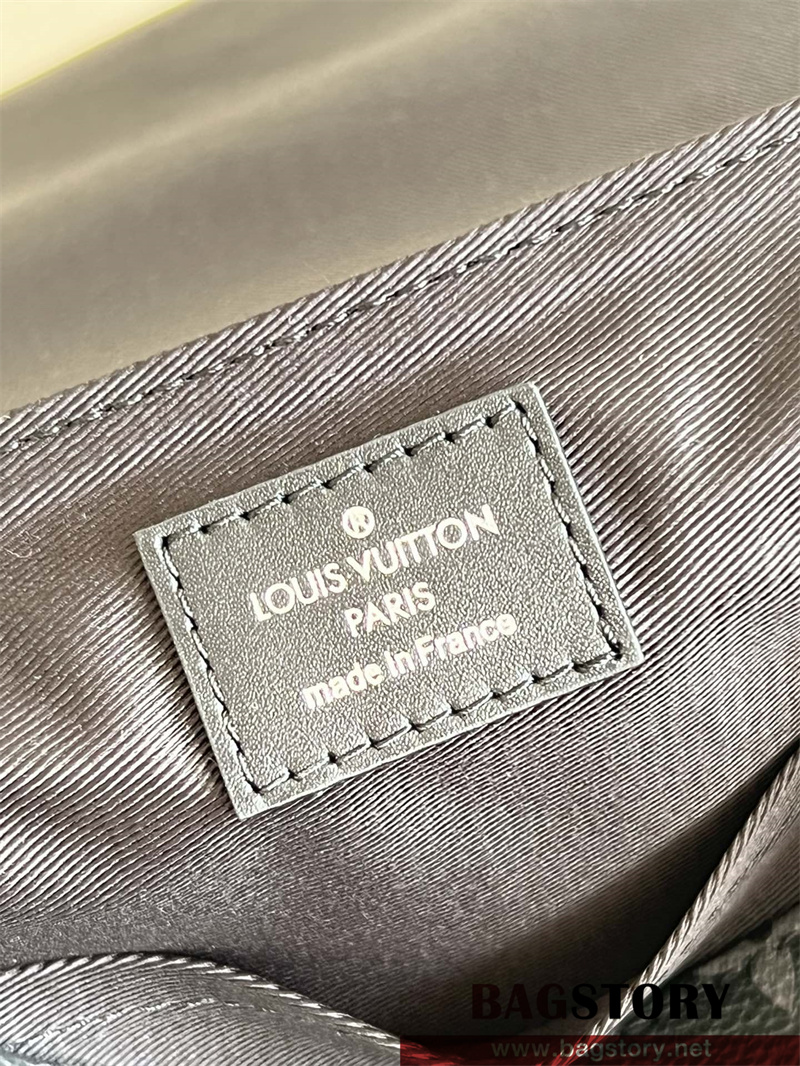 ®
LOUIS VUITTON
PARIS
made in France
BAGSTORY
www.bagstory.net